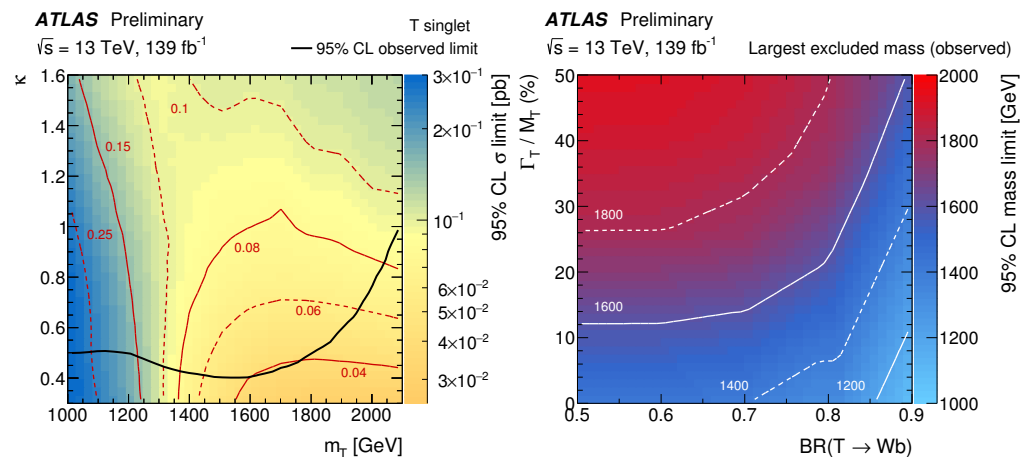 ATLAS Preliminary
T singlet
√s = 13 TeV, 139 fb⁻¹
95% CL observed limit
κ
1.6
1.4
1.2
1
0.8
0.6
0.4
0.1
0.15
0.25
0.08
0.06
0.04
1000 1200 1400 1600 1800 2000
m_T [GeV]
3×10⁻¹
2×10⁻¹
10⁻¹
6×10⁻²
5×10⁻²
4×10⁻²
3×10⁻²
95% CL σ limit [pb]
ATLAS Preliminary
√s = 13 TeV, 139 fb⁻¹
Largest excluded mass (observed)
Γ_T / M_T (%)
50
40
30
20
10
0
1800
1600
1400
1200
0.5 0.6 0.7 0.8 0.9
BR(T → Wb)
2000
1800
1600
1400
1200
1000
95% CL mass limit [GeV]